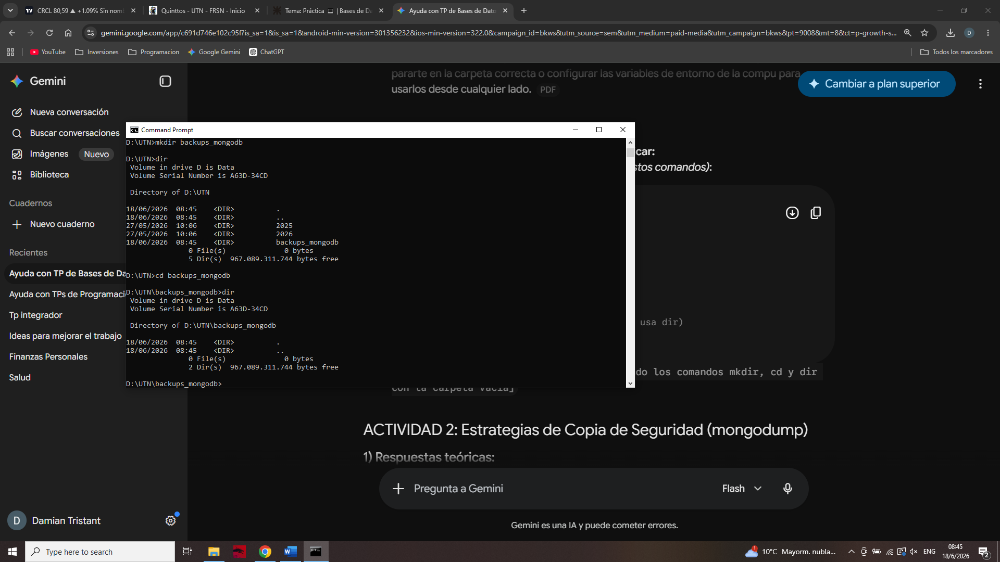 CRCL 80,59 ▲ +1.09% Sin nom
Quinttos - UTN - FRSN - Inicio
Tema: Práctica 💻 | Bases de Da
Ayuda con TP de Bases de Dato
gemini.google.com/app/c691d746e102c95f?is_sa=1&is_sa=1&android-min-version=301356232&ios-min-version=322.0&campaign_id=bkws&utm_source=sem&utm_medium=paid-media&utm_campaign=bkws&pt=9008&mt=8&ct=p-growth-s...
D
YouTube
Inversiones
Programacion
Google Gemini
ChatGPT
Todos los marcadores
Gemini
Nueva conversación
Buscar conversaciones
Imágenes Nuevo
Biblioteca
Cuadernos
Nuevo cuaderno
Recientes
Ayuda con TP de Bases de Da
Ayuda con TPs de Programaci
Tp integrador
Ideas para mejorar el trabajo
Finanzas Personales
Salud
D Damian Tristant
pararte en la carpeta correcta o configurar las variables de entorno de la compu para
usarlos desde cualquier lado. PDF
Cambiar a plan superior
Command Prompt
D:\UTN>mkdir backups_mongodb
D:\UTN>dir
Volume in drive D is Data
Volume Serial Number is A63D-34CD
Directory of D:\UTN
18/06/2026 08:45 <DIR> .
18/06/2026 08:45 <DIR> ..
27/05/2026 10:06 <DIR> 2025
27/05/2026 10:06 <DIR> 2026
18/06/2026 08:45 <DIR> backups_mongodb
0 File(s) 0 bytes
5 Dir(s) 967.089.311.744 bytes free
D:\UTN>cd backups_mongodb
D:\UTN\backups_mongodb>dir
Volume in drive D is Data
Volume Serial Number is A63D-34CD
Directory of D:\UTN\backups_mongodb
18/06/2026 08:45 <DIR> .
18/06/2026 08:45 <DIR> ..
0 File(s) 0 bytes
2 Dir(s) 967.089.311.744 bytes free
D:\UTN\backups_mongodb>
car:
stos comandos):
usa dir)
do los comandos mkdir, cd y dir
con la carpeta vacía]
ACTIVIDAD 2: Estrategias de Copia de Seguridad (mongodump)
1) Respuestas teóricas:
Pregunta a Gemini
Flash
Gemini es una IA y puede cometer errores.
Type here to search
1
10°C Mayorm. nubla...
ENG
08:45
18/6/2026
2